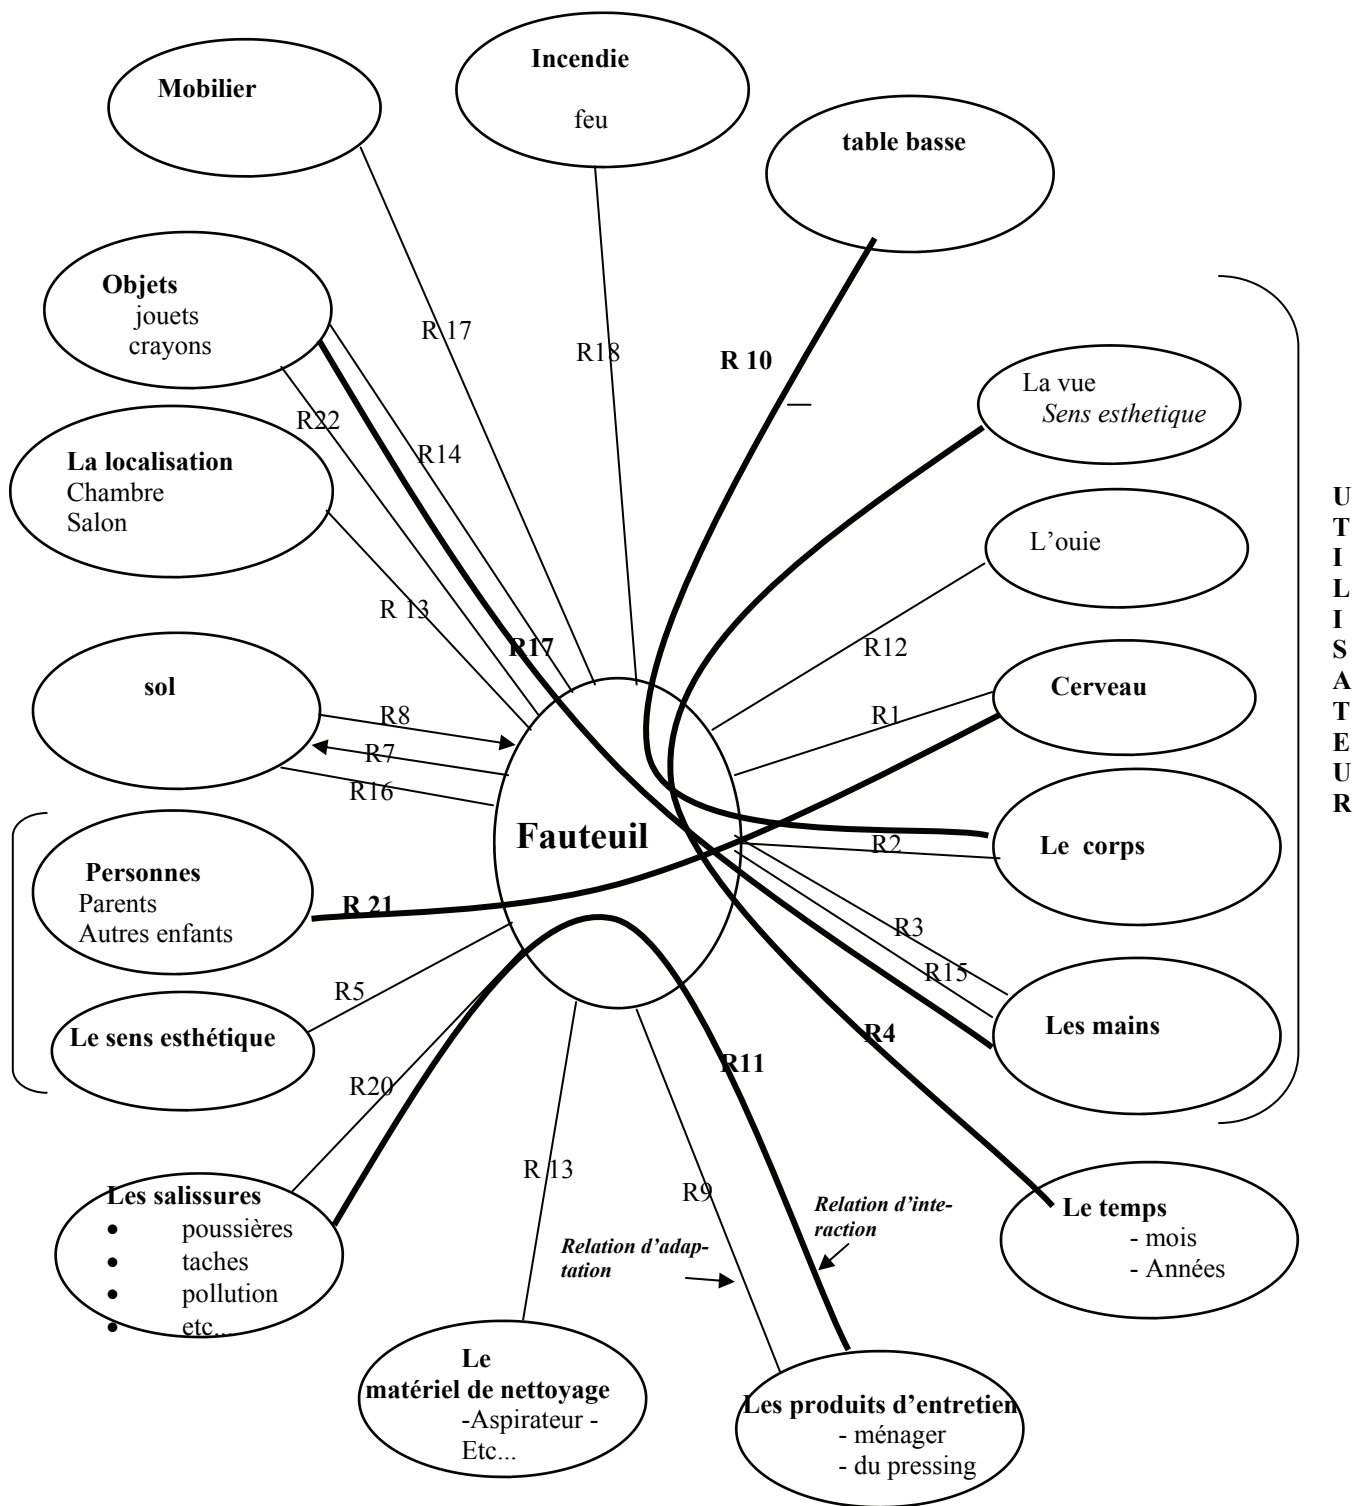 Incendie
feu
Mobilier
table basse
Objets
jouets
crayons
R 17
R18
R 10
La vue
Sens esthetique
R22
R14
La localisation
Chambre
Salon
L’ouie
R 13
R17
R12
sol
R8
R7
R16
R1
Cerveau
UTILISATEUR
Fauteuil
R2
Le corps
Personnes
Parents
Autres enfants
R 21
R3
R15
R5
Le sens esthétique
Les mains
R4
R11
R20
R 13
R9
Les salissures
• poussières
• taches
• pollution
• etc...
Relation d’adap-
tation
Relation d’inte-
raction
Le temps
- mois
- Années
Le
matériel de nettoyage
-Aspirateur -
Etc...
Les produits d’entretien
- ménager
- du pressing